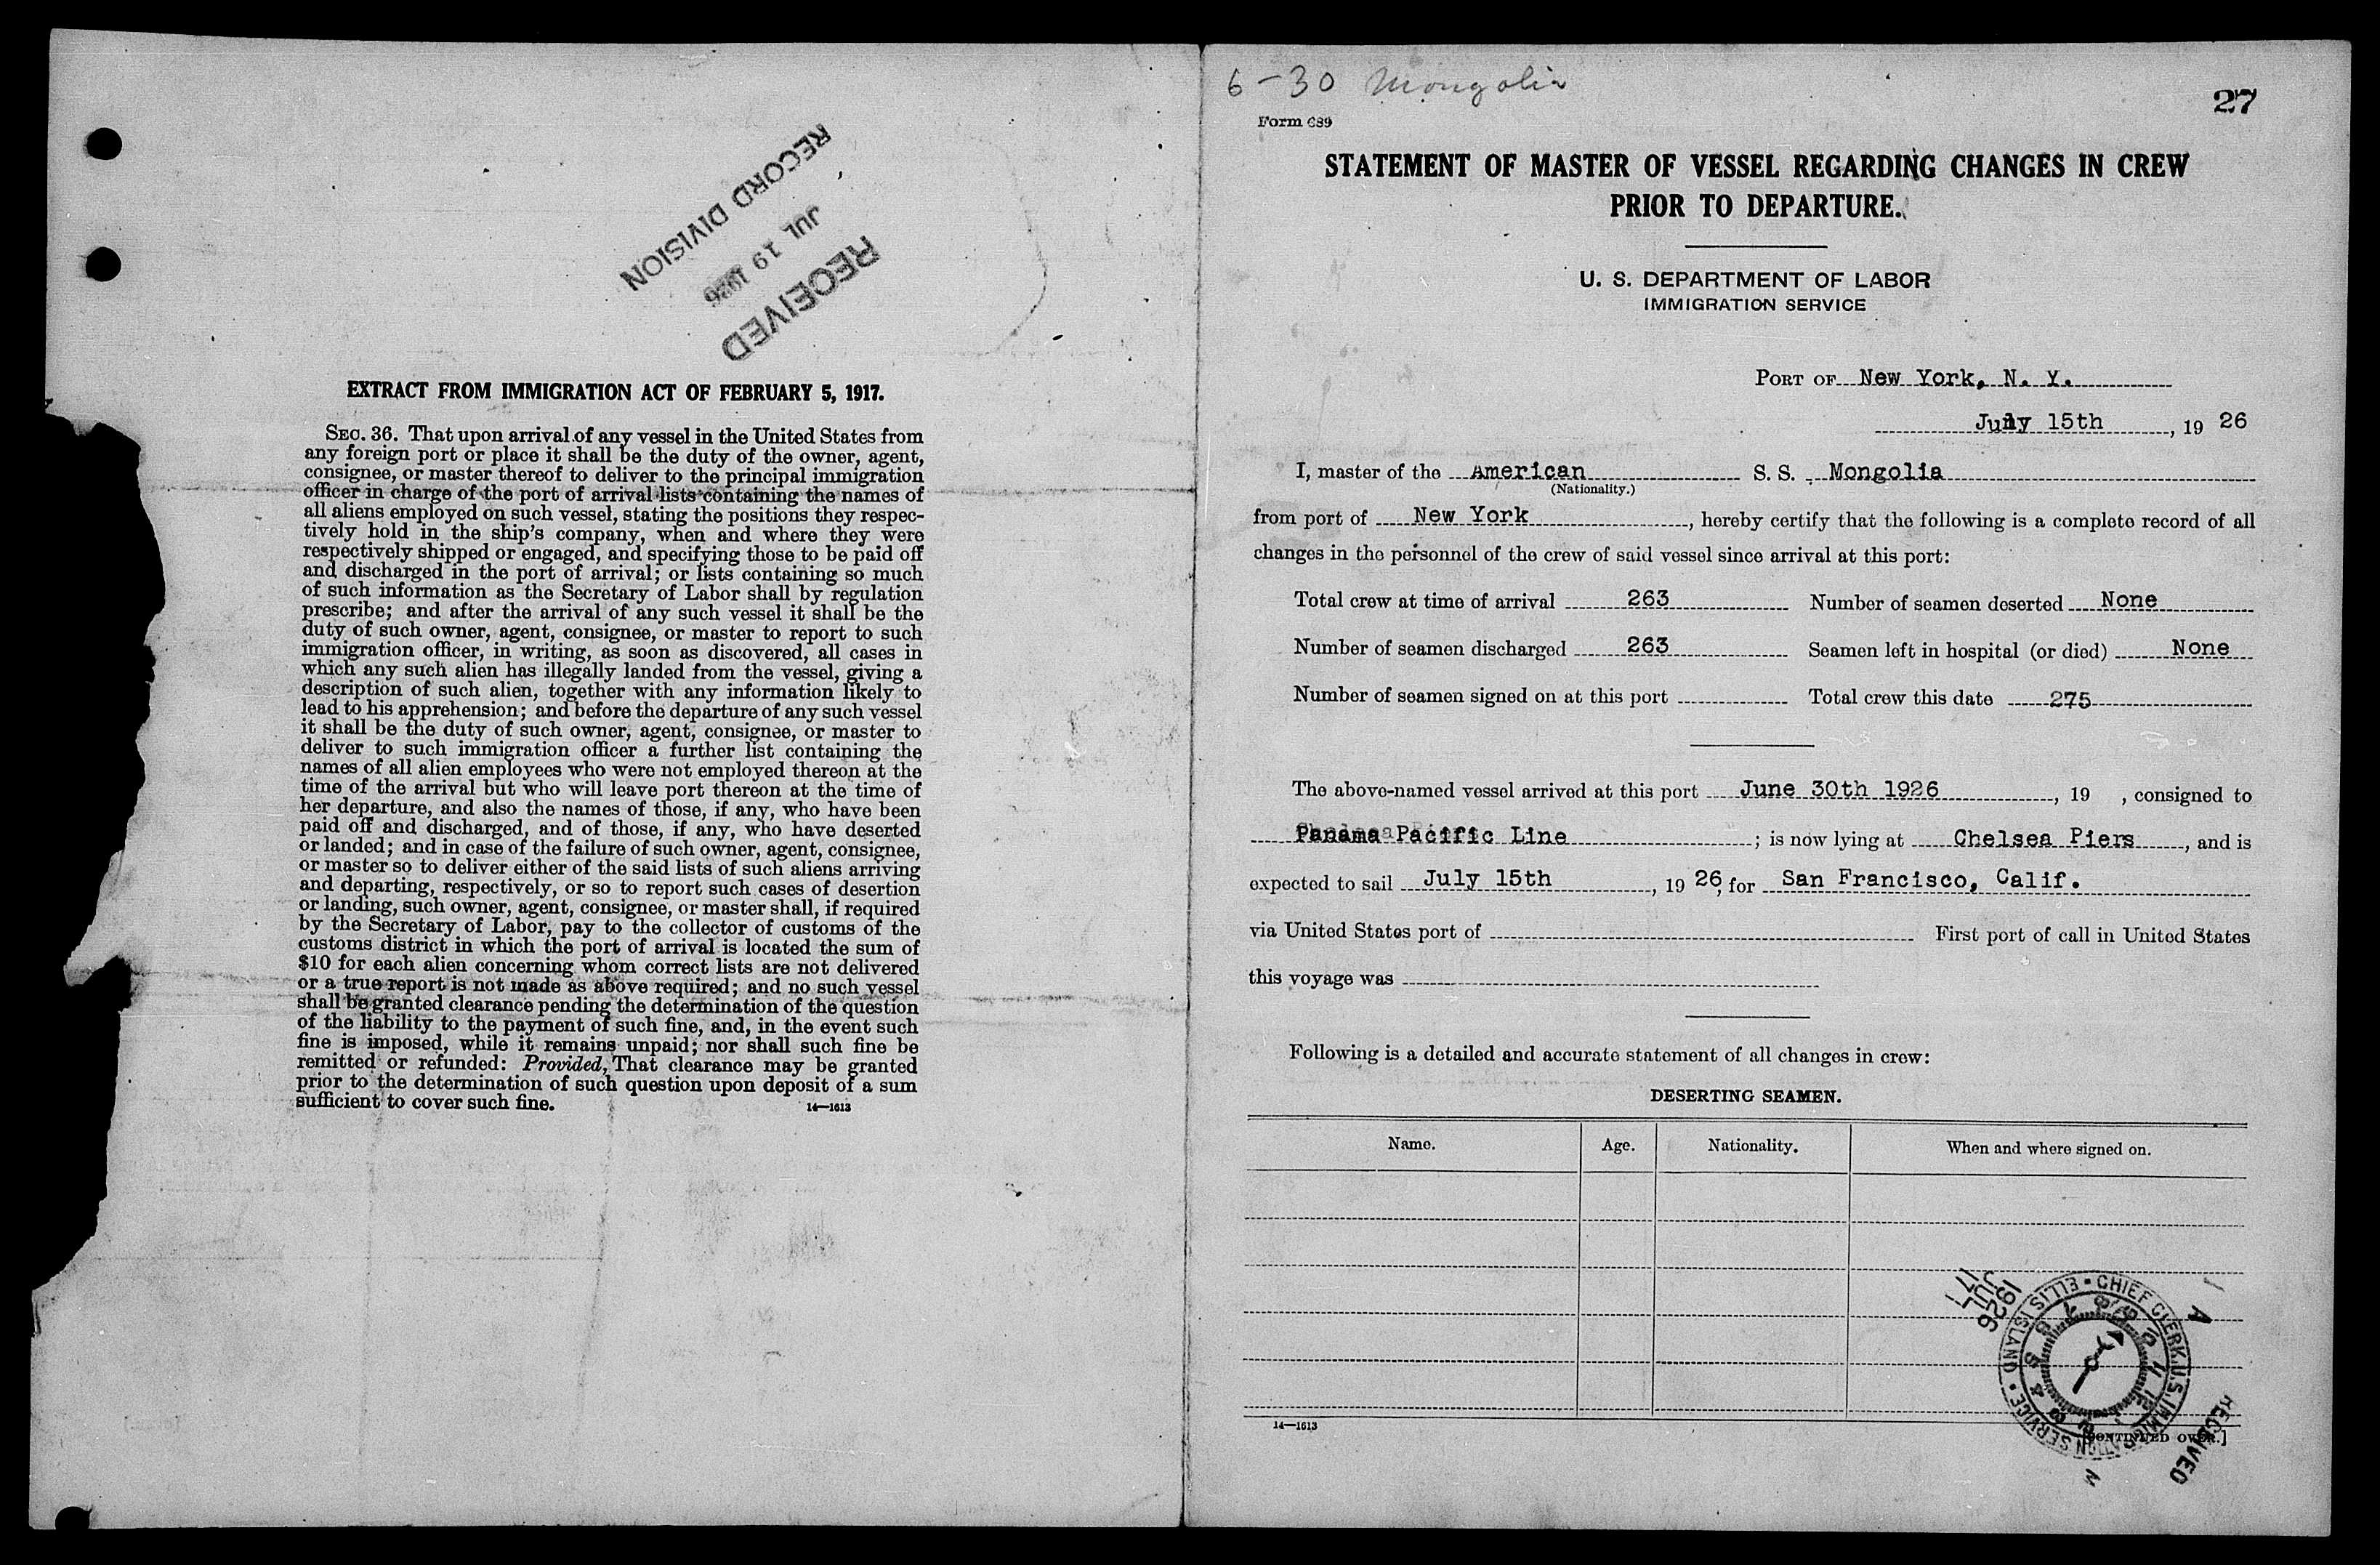 RECORD DIVISION
JUL 19 1926
RECEIVED
EXTRACT FROM IMMIGRATION ACT OF FEBRUARY 5, 1917.
SEC. 36. That upon arrival of any vessel in the United States from
any foreign port or place it shall be the duty of the owner, agent,
consignee, or master thereof to deliver to the principal immigration
officer in charge of the port of arrival lists containing the names of
all aliens employed on such vessel, stating the positions they respec-
tively hold in the ship's company, when and where they were
respectively shipped or engaged, and specifying those to be paid off
and discharged in the port of arrival; or lists containing so much
of such information as the Secretary of Labor shall by regulation
prescribe; and after the arrival of any such vessel it shall be the
duty of such owner, agent, consignee, or master to report to such
immigration officer, in writing, as soon as discovered, all cases in
which any such alien has illegally landed from the vessel, giving a
description of such alien, together with any information likely to
lead to his apprehension; and before the departure of any such vessel
it shall be the duty of such owner, agent, consignee, or master to
deliver to such immigration officer a further list containing the
names of all alien employees who were not employed thereon at the
time of the arrival but who will leave port thereon at the time of
her departure, and also the names of those, if any, who have been
paid off and discharged, and of those, if any, who have deserted
or landed; and in case of the failure of such owner, agent, consignee,
or master so to deliver either of the said lists of such aliens arriving
and departing, respectively, or so to report such cases of desertion
or landing, such owner, agent, consignee, or master shall, if required
by the Secretary of Labor, pay to the collector of customs of the
customs district in which the port of arrival is located the sum of
$10 for each alien concerning whom correct lists are not delivered
or a true report is not made as above required; and no such vessel
shall be granted clearance pending the determination of the question
of the liability to the payment of such fine, and, in the event such
fine is imposed, while it remains unpaid; nor shall such fine be
remitted or refunded: Provided, That clearance may be granted
prior to the determination of such question upon deposit of a sum
sufficient to cover such fine.
14—1613
6-30 Mongolia
27
Form 689
STATEMENT OF MASTER OF VESSEL REGARDING CHANGES IN CREW
PRIOR TO DEPARTURE.
U. S. DEPARTMENT OF LABOR
IMMIGRATION SERVICE
PORT OF New York, N. Y.
July 15th, 19 26
I, master of the American S. S. Mongolia
(Nationality.)
from port of New York, hereby certify that the following is a complete record of all
changes in the personnel of the crew of said vessel since arrival at this port:
Total crew at time of arrival 263 Number of seamen deserted None
Number of seamen discharged 263 Seamen left in hospital (or died) None
Number of seamen signed on at this port Total crew this date 275
The above-named vessel arrived at this port June 30th 1926, 19 , consigned to
Panama Pacific Line; is now lying at Chelsea Piers, and is
expected to sail July 15th, 19 26, for San Francisco, Calif.
via United States port of First port of call in United States
this voyage was
Following is a detailed and accurate statement of all changes in crew:
DESERTING SEAMEN.
Name. Age. Nationality. When and where signed on.
1926
JUL
17
CHIEF CLERK, U.S. IMMIGRATION SERVICE • ELLIS ISLAND •
A
M
RECEIVED
14—1613
[CONTINUED OVER.]